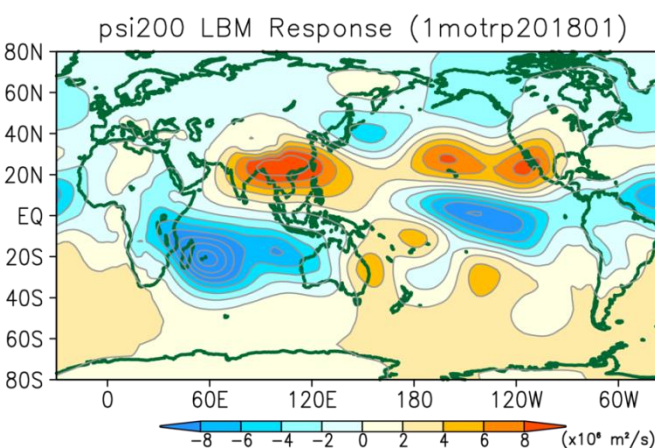 psi200 LBM Response (1motrp201801)
80N
60N
40N
20N
EQ
20S
40S
60S
80S
0 60E 120E 180 120W 60W
-8 -6 -4 -2 0 2 4 6 8 (x10⁶ m²/s)